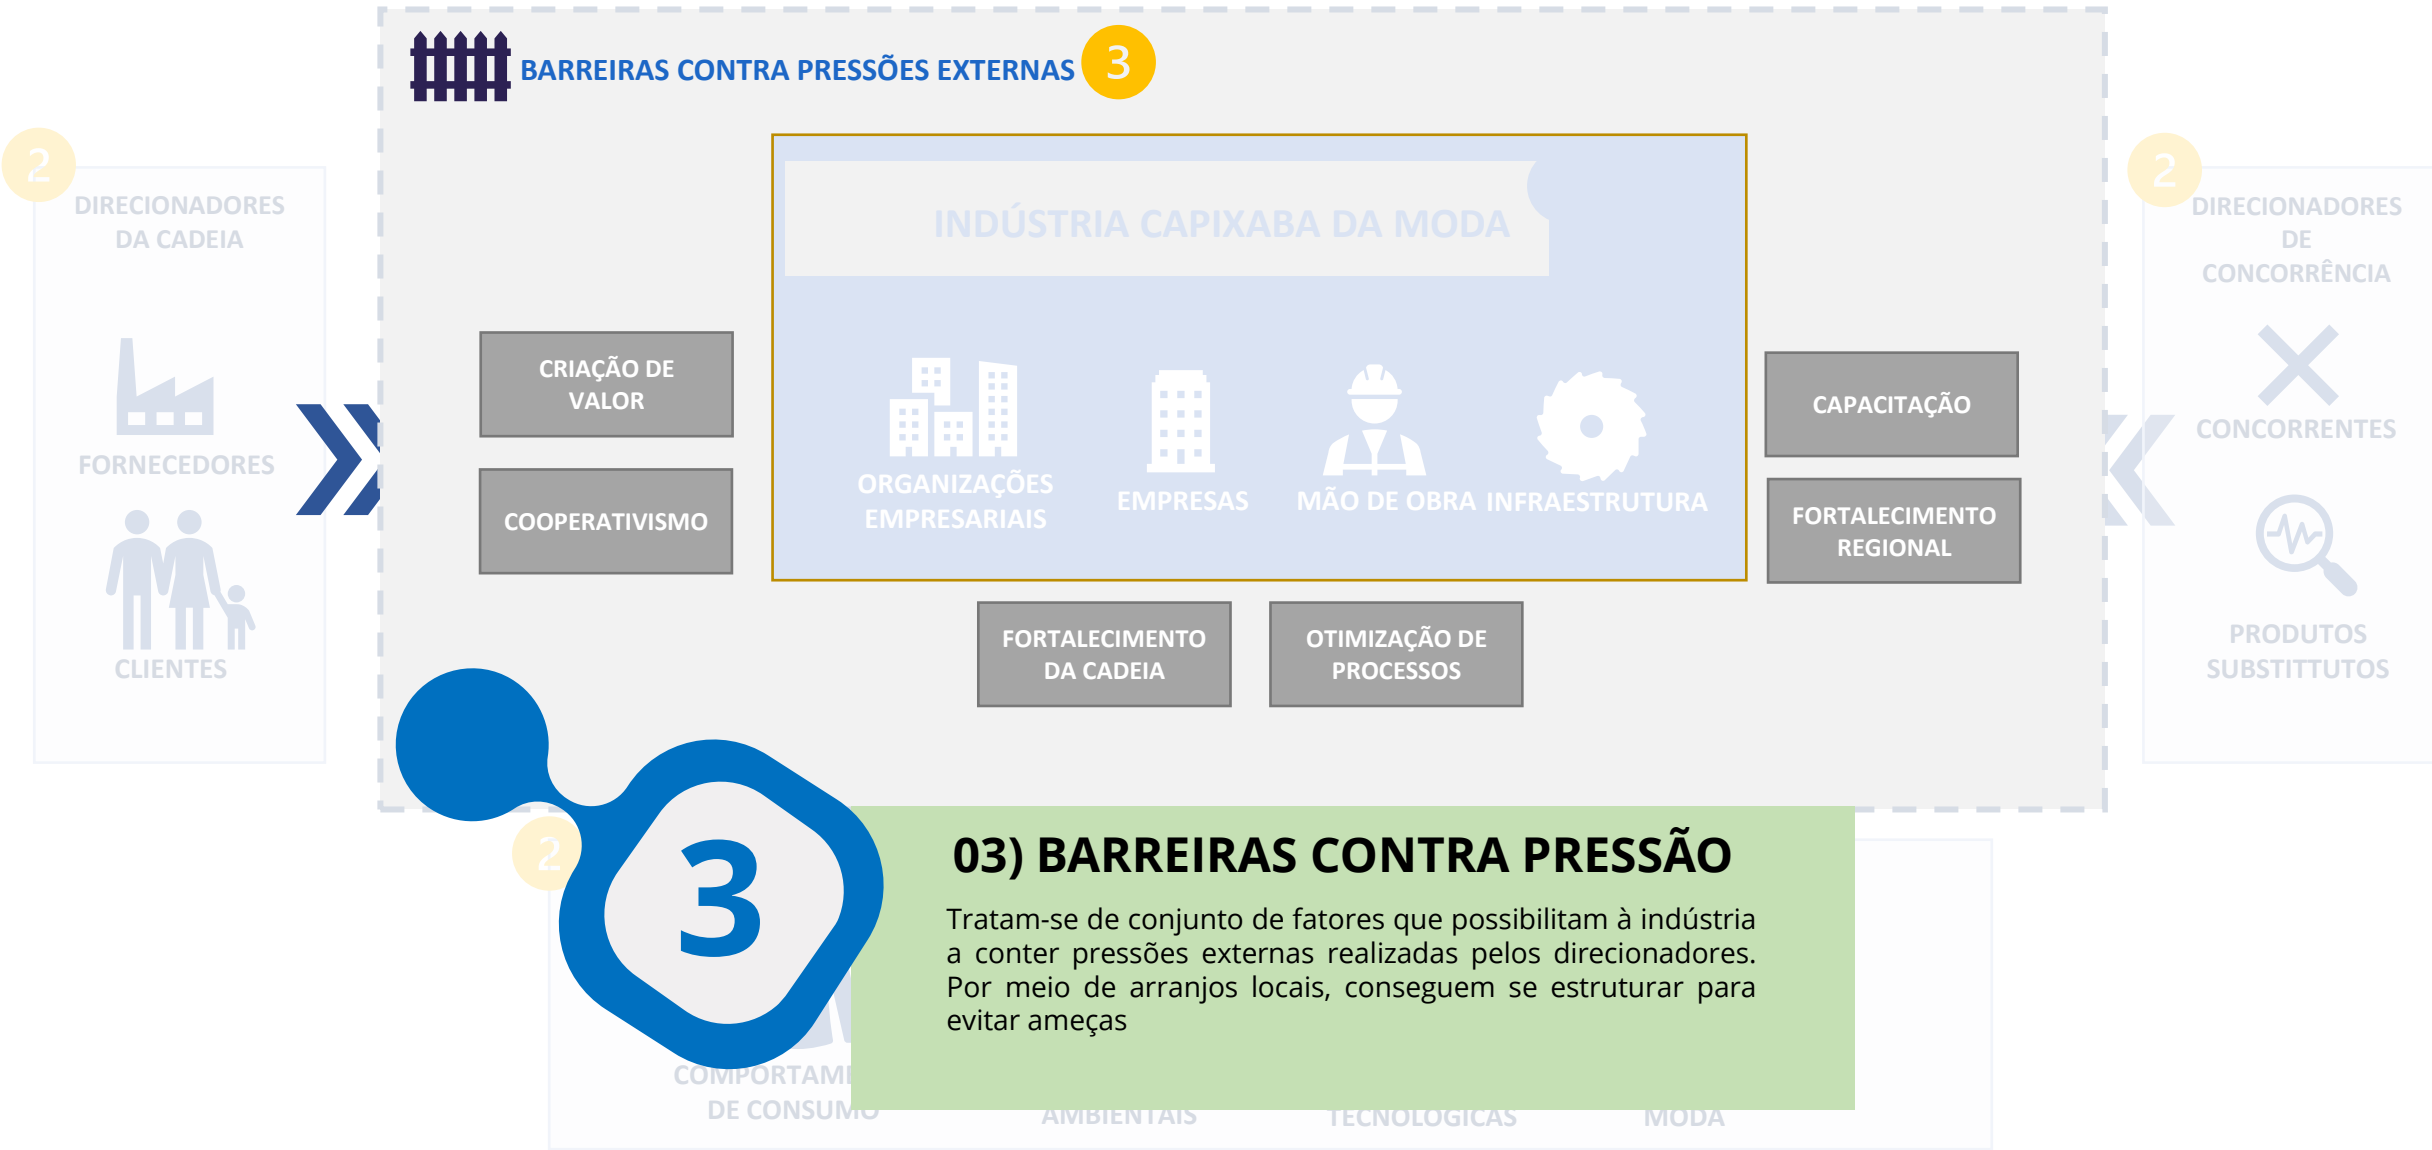 BARREIRAS CONTRA PRESSÕES EXTERNAS
3
2
DIRECIONADORES
DA CADEIA
FORNECEDORES
CLIENTES
INDÚSTRIA CAPIXABA DA MODA
CRIAÇÃO DE
VALOR
COOPERATIVISMO
ORGANIZAÇÕES
EMPRESARIAIS
EMPRESAS
MÃO DE OBRA
INFRAESTRUTURA
CAPACITAÇÃO
FORTALECIMENTO
REGIONAL
FORTALECIMENTO
DA CADEIA
OTIMIZAÇÃO DE
PROCESSOS
2
DIRECIONADORES
DE
CONCORRÊNCIA
CONCORRENTES
PRODUTOS
SUBSTITTUTOS
2
3
03) BARREIRAS CONTRA PRESSÃO
Tratam-se de conjunto de fatores que possibilitam à indústria
a conter pressões externas realizadas pelos direcionadores.
Por meio de arranjos locais, conseguem se estruturar para
evitar ameças
DE CONSUMO
AMBIENTAIS
TECNOLÓGICAS
MODA